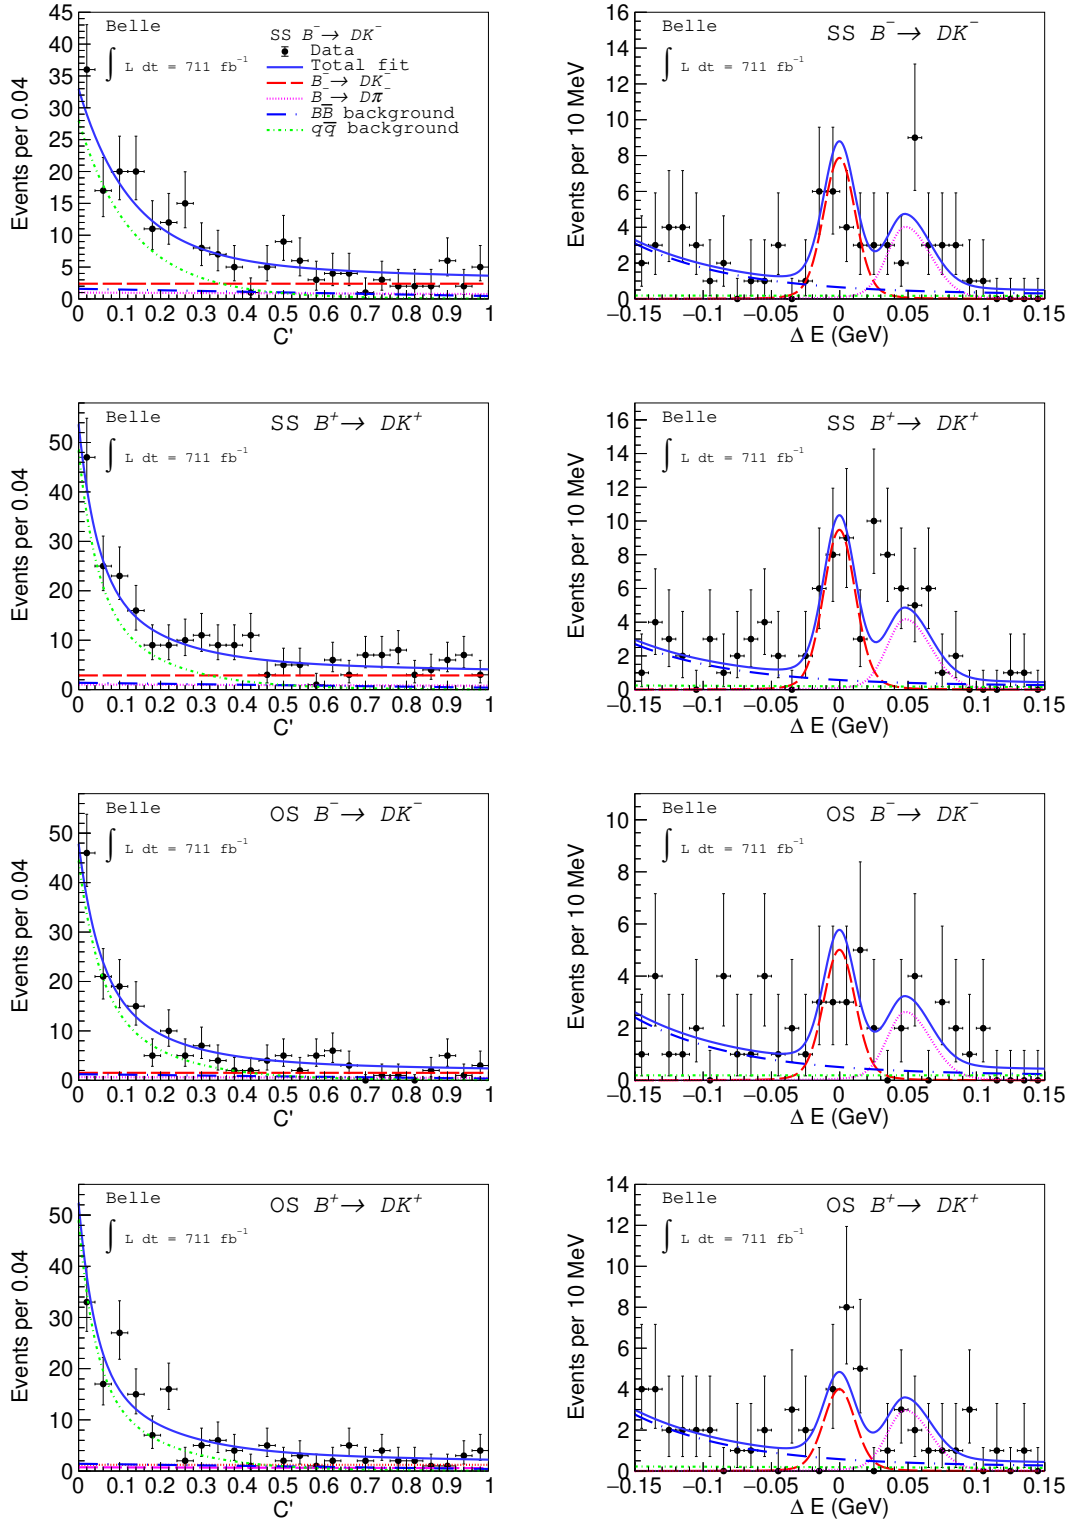 Belle
∫ L dt = 711 fb⁻¹
SS B⁻→ DK⁻
Data
Total fit
B⁻→ DK⁻
B⁻→ Dπ⁻
BB̅ background
qq̅ background
Events per 0.04
45
40
35
30
25
20
15
10
5
0
0 0.1 0.2 0.3 0.4 0.5 0.6 0.7 0.8 0.9 1
C'
Belle
∫ L dt = 711 fb⁻¹
SS B⁻→ DK⁻
Events per 10 MeV
16
14
12
10
8
6
4
2
0
−0.15 −0.1 −0.05 0 0.05 0.1 0.15
Δ E (GeV)
Belle
∫ L dt = 711 fb⁻¹
SS B⁺→ DK⁺
Events per 0.04
50
40
30
20
10
0
0 0.1 0.2 0.3 0.4 0.5 0.6 0.7 0.8 0.9 1
C'
Belle
∫ L dt = 711 fb⁻¹
SS B⁺→ DK⁺
Events per 10 MeV
16
14
12
10
8
6
4
2
0
−0.15 −0.1 −0.05 0 0.05 0.1 0.15
Δ E (GeV)
Belle
∫ L dt = 711 fb⁻¹
OS B⁻→ DK⁻
Events per 0.04
50
40
30
20
10
0
0 0.1 0.2 0.3 0.4 0.5 0.6 0.7 0.8 0.9 1
C'
Belle
∫ L dt = 711 fb⁻¹
OS B⁻→ DK⁻
Events per 10 MeV
10
8
6
4
2
0
−0.15 −0.1 −0.05 0 0.05 0.1 0.15
Δ E (GeV)
Belle
∫ L dt = 711 fb⁻¹
OS B⁺→ DK⁺
Events per 0.04
50
40
30
20
10
0
0 0.1 0.2 0.3 0.4 0.5 0.6 0.7 0.8 0.9 1
C'
Belle
∫ L dt = 711 fb⁻¹
OS B⁺→ DK⁺
Events per 10 MeV
14
12
10
8
6
4
2
0
−0.15 −0.1 −0.05 0 0.05 0.1 0.15
Δ E (GeV)